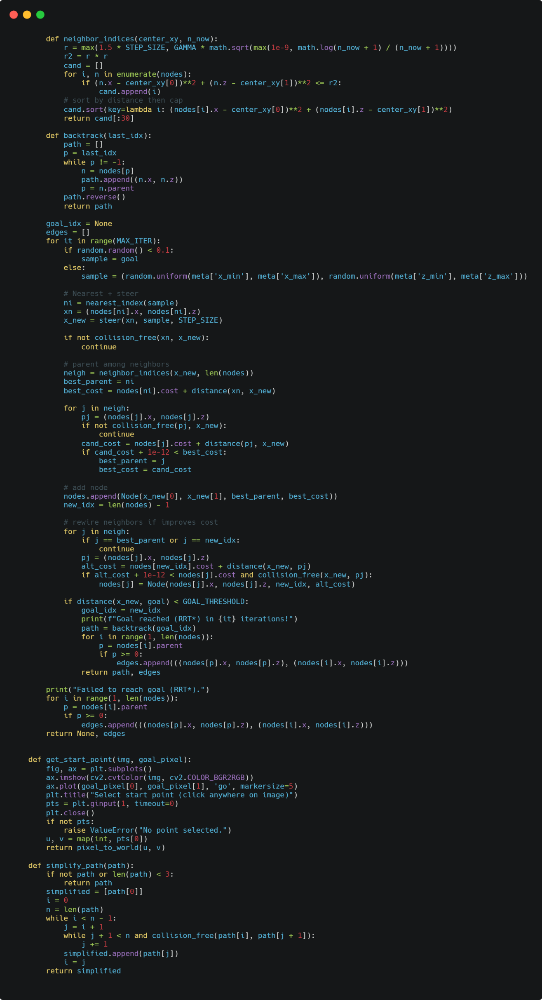 def neighbor_indices(center_xy, n_now):
        r = max(1.5 * STEP_SIZE, GAMMA * math.sqrt(max(1e-9, math.log(n_now + 1) / (n_now + 1))))
        r2 = r * r
        cand = []
        for i, n in enumerate(nodes):
            if (n.x - center_xy[0])**2 + (n.z - center_xy[1])**2 <= r2:
                cand.append(i)
        # sort by distance then cap
        cand.sort(key=lambda i: (nodes[i].x - center_xy[0])**2 + (nodes[i].z - center_xy[1])**2)
        return cand[:30]

    def backtrack(last_idx):
        path = []
        p = last_idx
        while p != -1:
            n = nodes[p]
            path.append((n.x, n.z))
            p = n.parent
        path.reverse()
        return path

    goal_idx = None
    edges = []
    for it in range(MAX_ITER):
        if random.random() < 0.1:
            sample = goal
        else:
            sample = (random.uniform(meta['x_min'], meta['x_max']), random.uniform(meta['z_min'], meta['z_max']))

        # Nearest + steer
        ni = nearest_index(sample)
        xn = (nodes[ni].x, nodes[ni].z)
        x_new = steer(xn, sample, STEP_SIZE)

        if not collision_free(xn, x_new):
            continue

        # parent among neighbors
        neigh = neighbor_indices(x_new, len(nodes))
        best_parent = ni
        best_cost = nodes[ni].cost + distance(xn, x_new)

        for j in neigh:
            pj = (nodes[j].x, nodes[j].z)
            if not collision_free(pj, x_new):
                continue
            cand_cost = nodes[j].cost + distance(pj, x_new)
            if cand_cost + 1e-12 < best_cost:
                best_parent = j
                best_cost = cand_cost

        # add node
        nodes.append(Node(x_new[0], x_new[1], best_parent, best_cost))
        new_idx = len(nodes) - 1

        # rewire neighbors if improves cost
        for j in neigh:
            if j == best_parent or j == new_idx:
                continue
            pj = (nodes[j].x, nodes[j].z)
            alt_cost = nodes[new_idx].cost + distance(x_new, pj)
            if alt_cost + 1e-12 < nodes[j].cost and collision_free(x_new, pj):
                nodes[j] = Node(nodes[j].x, nodes[j].z, new_idx, alt_cost)

        if distance(x_new, goal) < GOAL_THRESHOLD:
            goal_idx = new_idx
            print(f"Goal reached (RRT*) in {it} iterations!")
            path = backtrack(goal_idx)
            for i in range(1, len(nodes)):
                p = nodes[i].parent
                if p >= 0:
                    edges.append(((nodes[p].x, nodes[p].z), (nodes[i].x, nodes[i].z)))
            return path, edges

    print("Failed to reach goal (RRT*).")
    for i in range(1, len(nodes)):
        p = nodes[i].parent
        if p >= 0:
            edges.append(((nodes[p].x, nodes[p].z), (nodes[i].x, nodes[i].z)))
    return None, edges


def get_start_point(img, goal_pixel):
    fig, ax = plt.subplots()
    ax.imshow(cv2.cvtColor(img, cv2.COLOR_BGR2RGB))
    ax.plot(goal_pixel[0], goal_pixel[1], 'go', markersize=5)
    plt.title("Select start point (click anywhere on image)")
    pts = plt.ginput(1, timeout=0)
    plt.close()
    if not pts:
        raise ValueError("No point selected.")
    u, v = map(int, pts[0])
    return pixel_to_world(u, v)

def simplify_path(path):
    if not path or len(path) < 3:
        return path
    simplified = [path[0]]
    i = 0
    n = len(path)
    while i < n - 1:
        j = i + 1
        while j + 1 < n and collision_free(path[i], path[j + 1]):
            j += 1
        simplified.append(path[j])
        i = j
    return simplified